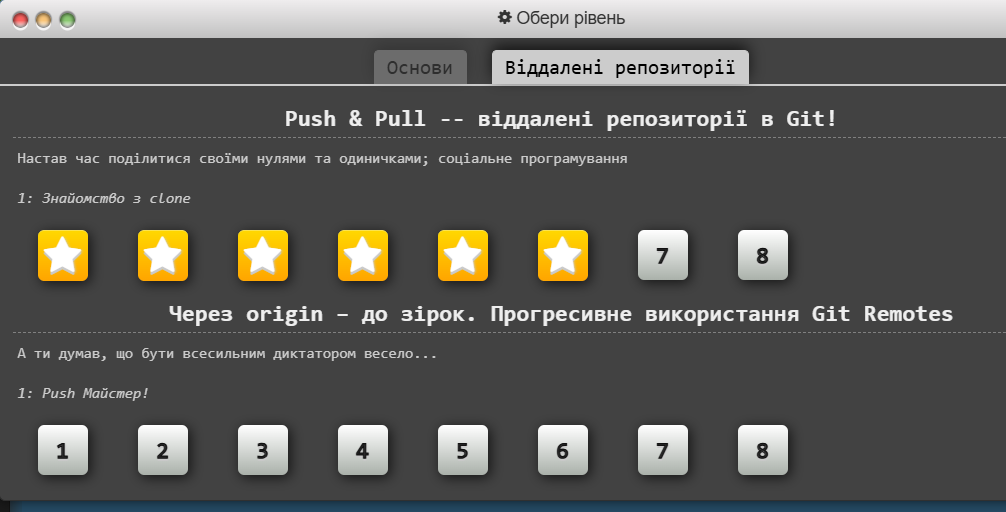 Обери рівень
Основи Віддалені репозиторії
Push & Pull -- віддалені репозиторії в Git!
Настав час поділитися своїми нулями та одиничками; соціальне програмування
1: Знайомство з clone
7 8
Через origin – до зірок. Прогресивне використання Git Remotes
А ти думав, що бути всесильним диктатором весело...
1: Push Майстер!
1 2 3 4 5 6 7 8